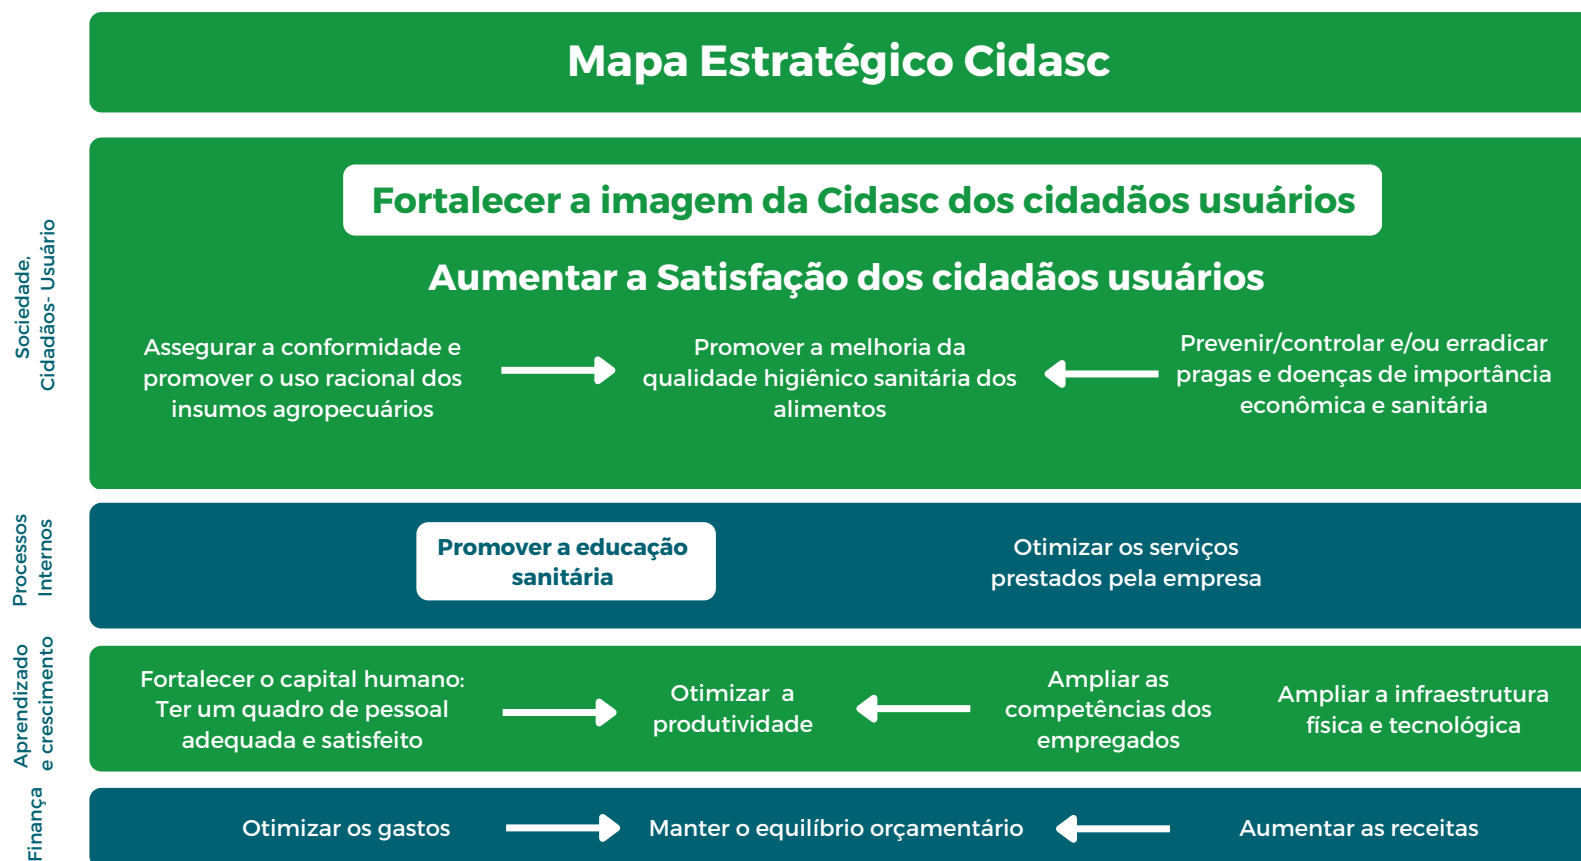 Mapa Estratégico Cidasc
Sociedade,
Cidadãos- Usuário
Fortalecer a imagem da Cidasc dos cidadãos usuários
Aumentar a Satisfação dos cidadãos usuários
Assegurar a conformidade e
promover o uso racional dos
insumos agropecuários
Promover a melhoria da
qualidade higiênico sanitária dos
alimentos
Prevenir/controlar e/ou erradicar
pragas e doenças de importância
econômica e sanitária
Processos
Internos
Promover a educação
sanitária
Otimizar os serviços
prestados pela empresa
Aprendizado
e crescimento
Fortalecer o capital humano:
Ter um quadro de pessoal
adequada e satisfeito
Otimizar a
produtividade
Ampliar as
competências dos
empregados
Ampliar a infraestrutura
física e tecnológica
Finança
Otimizar os gastos
Manter o equilíbrio orçamentário
Aumentar as receitas